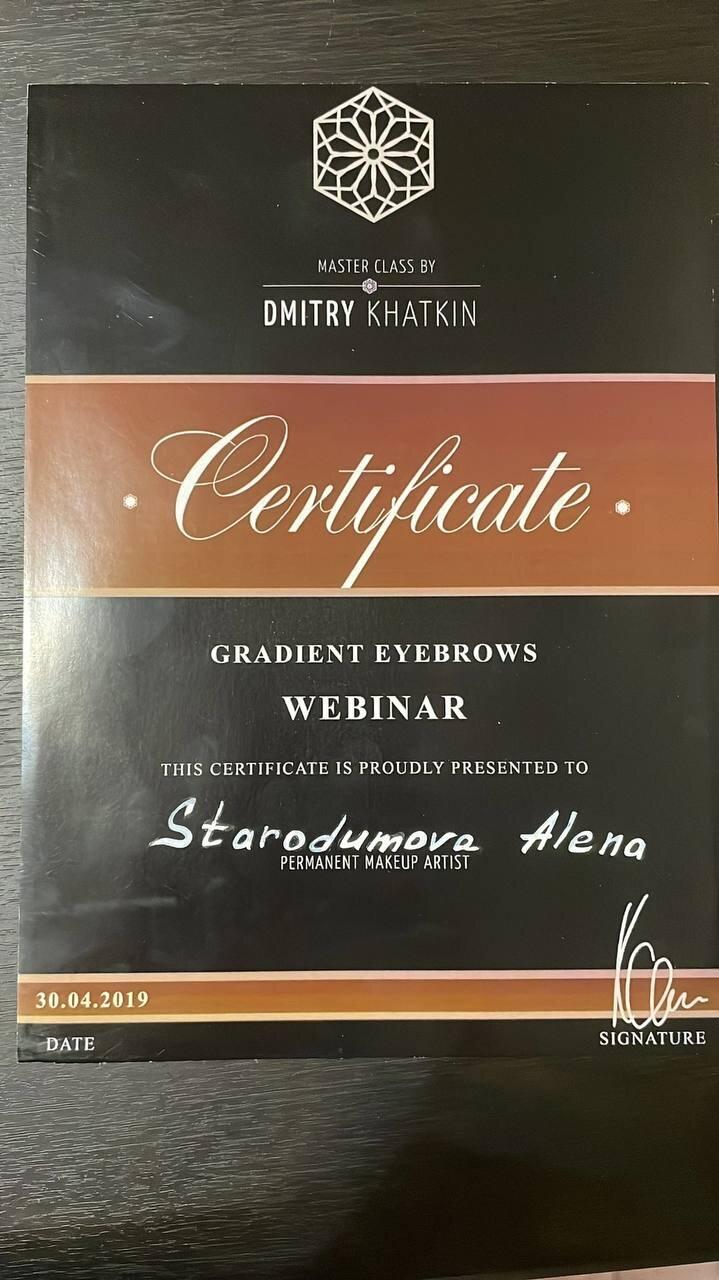 MASTER CLASS BY
DMITRY KHATKIN
Certificate
GRADIENT EYEBROWS
WEBINAR
THIS CERTIFICATE IS PROUDLY PRESENTED TO
Starodumova Alena
PERMANENT MAKEUP ARTIST
30.04.2019
DATE
SIGNATURE